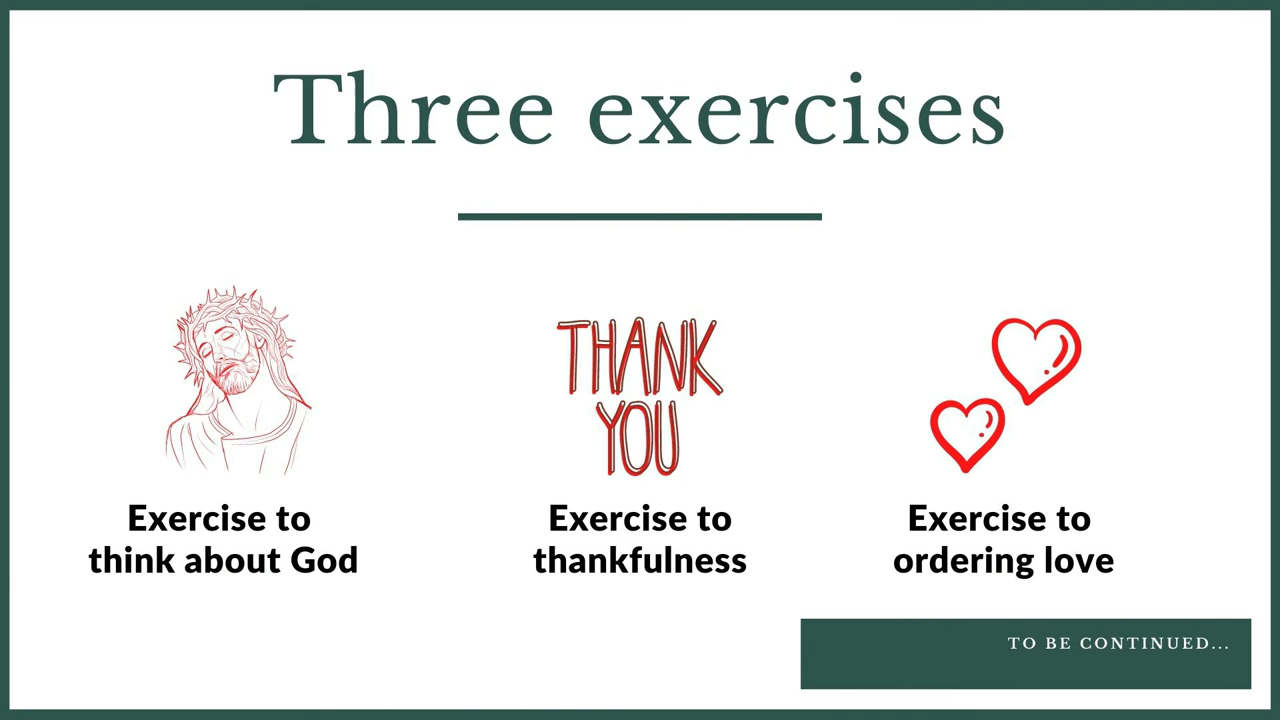 Three exercises
THANK
YOU
Exercise to
think about God
Exercise to
thankfulness
Exercise to
ordering love
TO BE CONTINUED...